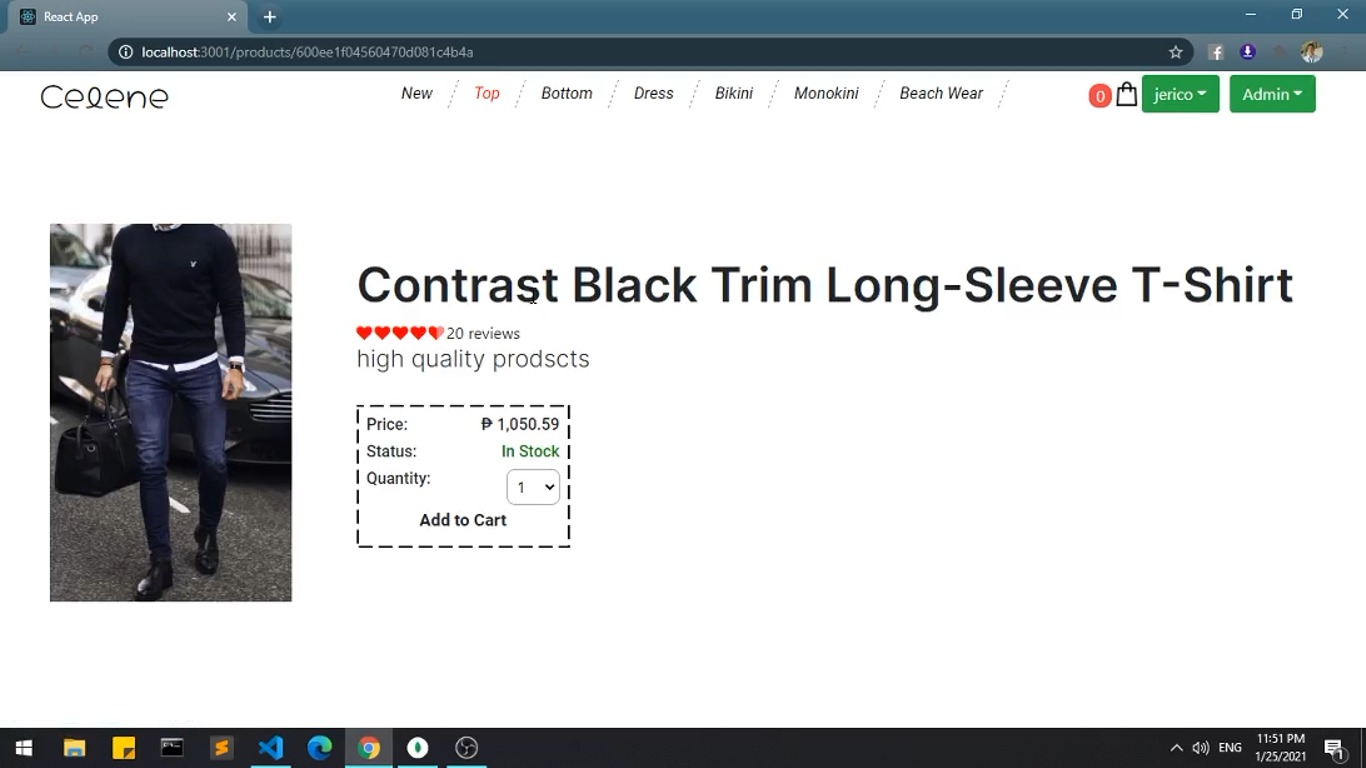 React App
localhost:3001/products/600ee1f04560470d081c4b4a
Celene
New Top Bottom Dress Bikini Monokini Beach Wear
0 jerico Admin
Contrast Black Trim Long-Sleeve T-Shirt
20 reviews
high quality prodscts
Price: ₱ 1,050.59
Status: In Stock
Quantity: 1
Add to Cart
ENG
11:51 PM
1/25/2021
1